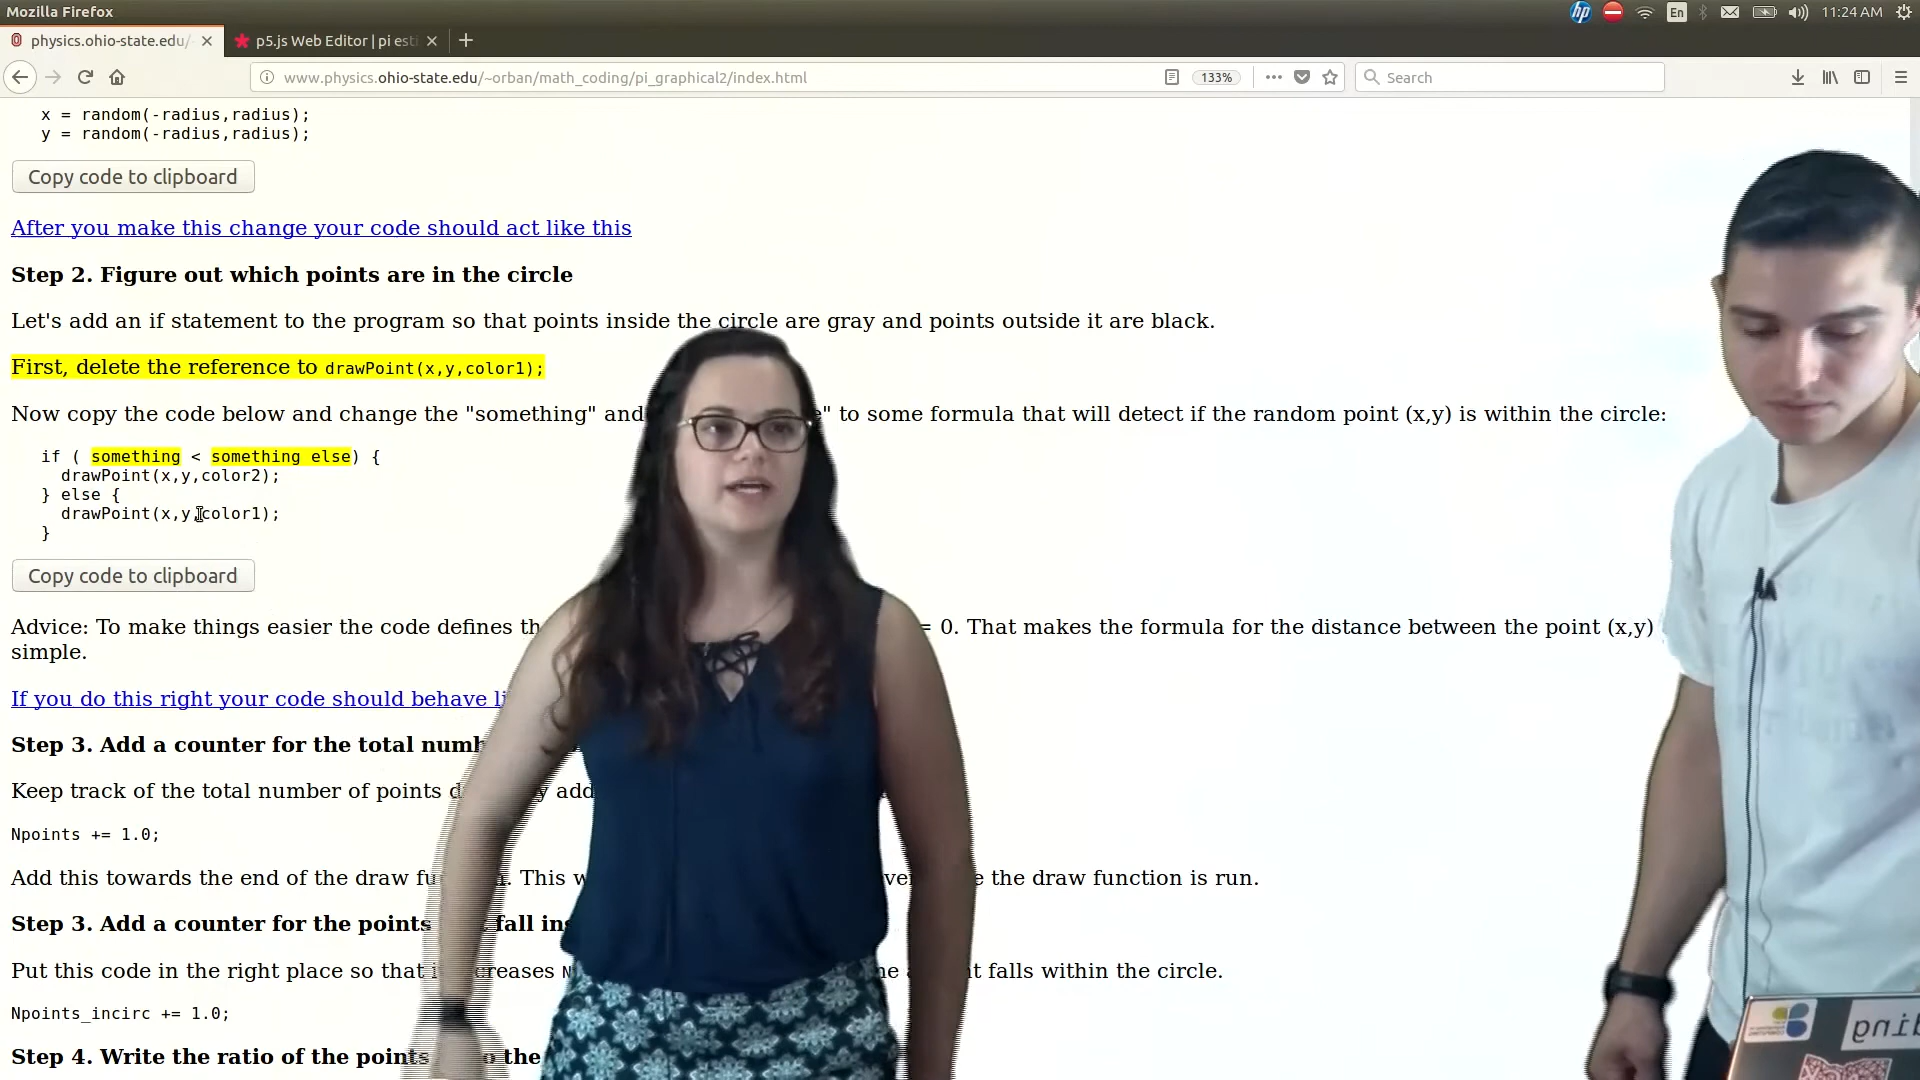 Mozilla Firefox
En
11:24 AM
physics.ohio-state.edu/
p5.js Web Editor | pi esti
www.physics.ohio-state.edu/~orban/math_coding/pi_graphical2/index.html
133%
Search
x = random(-radius,radius);
y = random(-radius,radius);
Copy code to clipboard
After you make this change your code should act like this
Step 2. Figure out which points are in the circle
Let's add an if statement to the program so that points inside the circle are gray and points outside it are black.
First, delete the reference to drawPoint(x,y,color1);
Now copy the code below and change the "something" and " to some formula that will detect if the random point (x,y) is within the circle:
if ( something < something else) {
drawPoint(x,y,color2);
} else {
drawPoint(x,y,color1);
}
Copy code to clipboard
Advice: To make things easier the code defines = 0. That makes the formula for the distance between the point (x,y)
simple.
If you do this right your code should behave
Step 3. Add a counter for the total
Keep track of the total number of points
Npoints += 1.0;
Add this towards the end of the draw This the draw function is run.
Step 3. Add a counter for the points fall
Put this code in the right place so that falls within the circle.
Npoints_incirc += 1.0;
Step 4. Write the ratio of the points the
hp